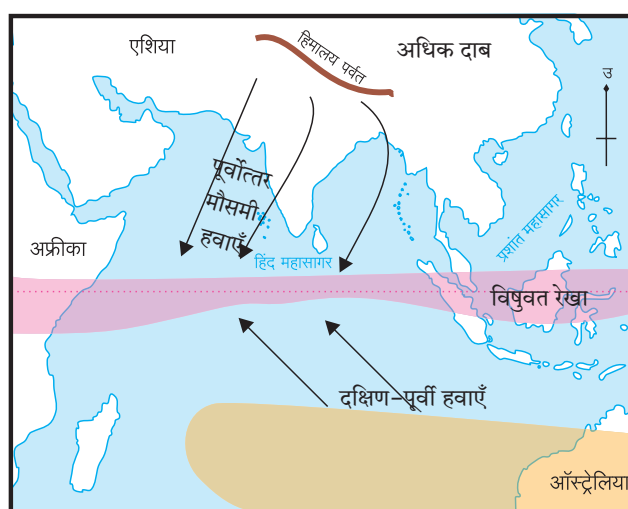 एशिया
हिमालय पर्वत
अधिक दाब
उ
पूर्वोत्तर
मौसमी
हवाएँ
अफ्रीका
हिंद महासागर
प्रशांत महासागर
विषुवत रेखा
दक्षिण-पूर्वी हवाएँ
ऑस्ट्रेलिया